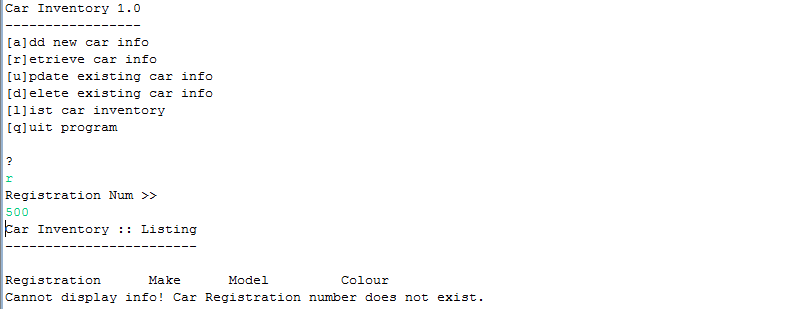 Car Inventory 1.0
-----------------
[a]dd new car info
[r]etrieve car info
[u]pdate existing car info
[d]elete existing car info
[l]ist car inventory
[q]uit program
?
r
Registration Num >>
500
Car Inventory :: Listing
------------------------
Registration      Make      Model         Colour
Cannot display info! Car Registration number does not exist.